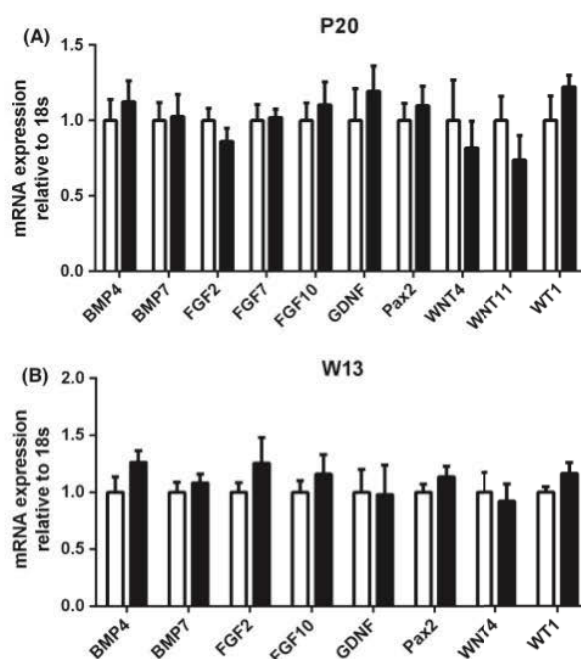 (A)
P20
mRNA expression
relative to 18s
1.5
1.0
0.5
0.0
BMP4
BMP7
FGF2
FGF7
FGF10
GDNF
Pax2
WNT4
WNT11
WT1
(B)
W13
mRNA expression
relative to 18s
2.0
1.5
1.0
0.5
0.0
BMP4
BMP7
FGF2
FGF10
GDNF
Pax2
WNT4
WT1